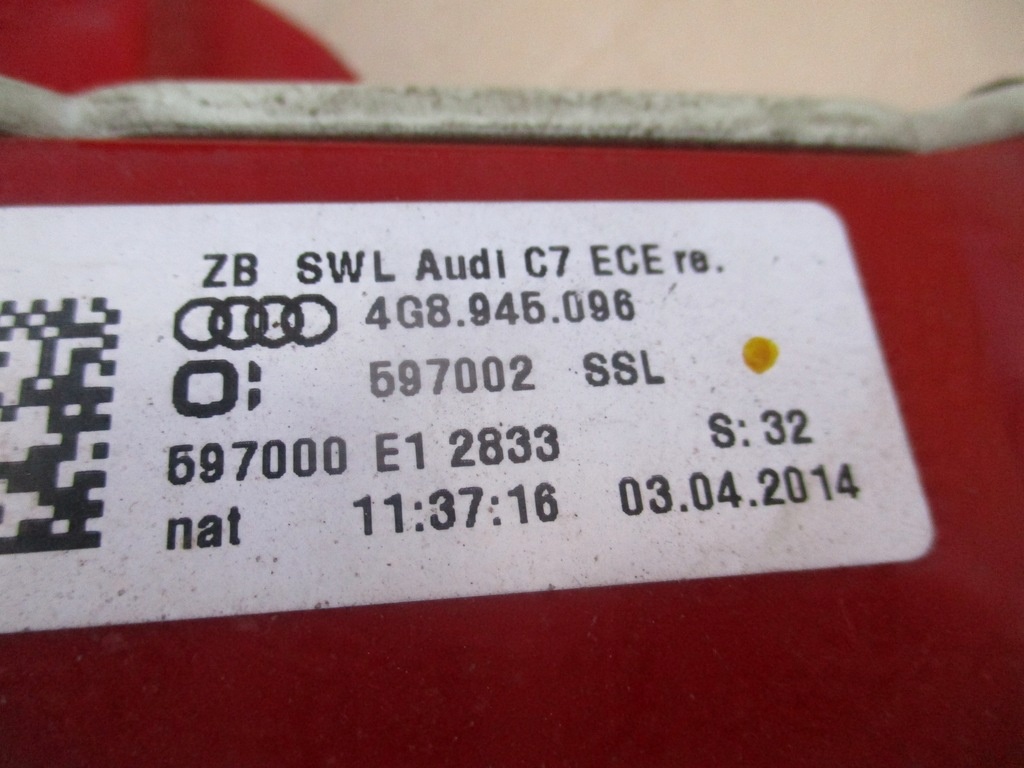 ZB SWL Audi C7 ECE re.
4G8.945.096
597002 SSL
597000 E1 2833 S: 32
nat 11:37:16 03.04.2014